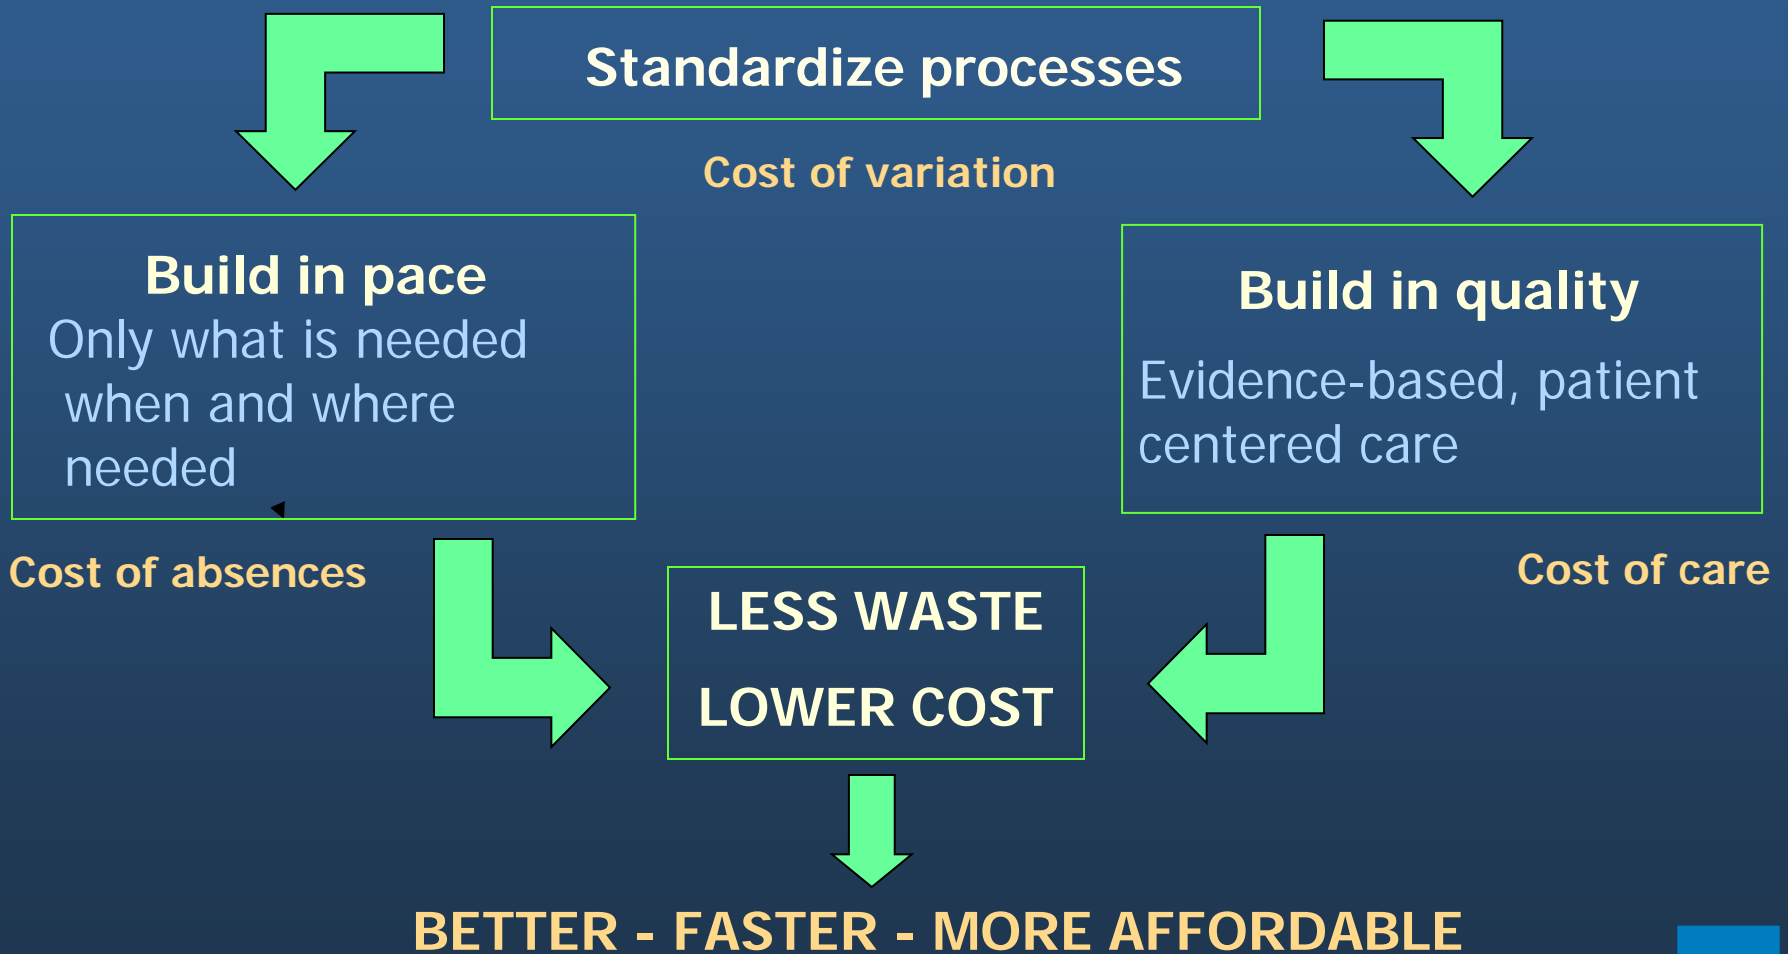 Standardize processes
Cost of variation
Build in pace
Only what is needed
when and where
needed
Build in quality
Evidence-based, patient
centered care
Cost of absences
Cost of care
LESS WASTE
LOWER COST
BETTER - FASTER - MORE AFFORDABLE